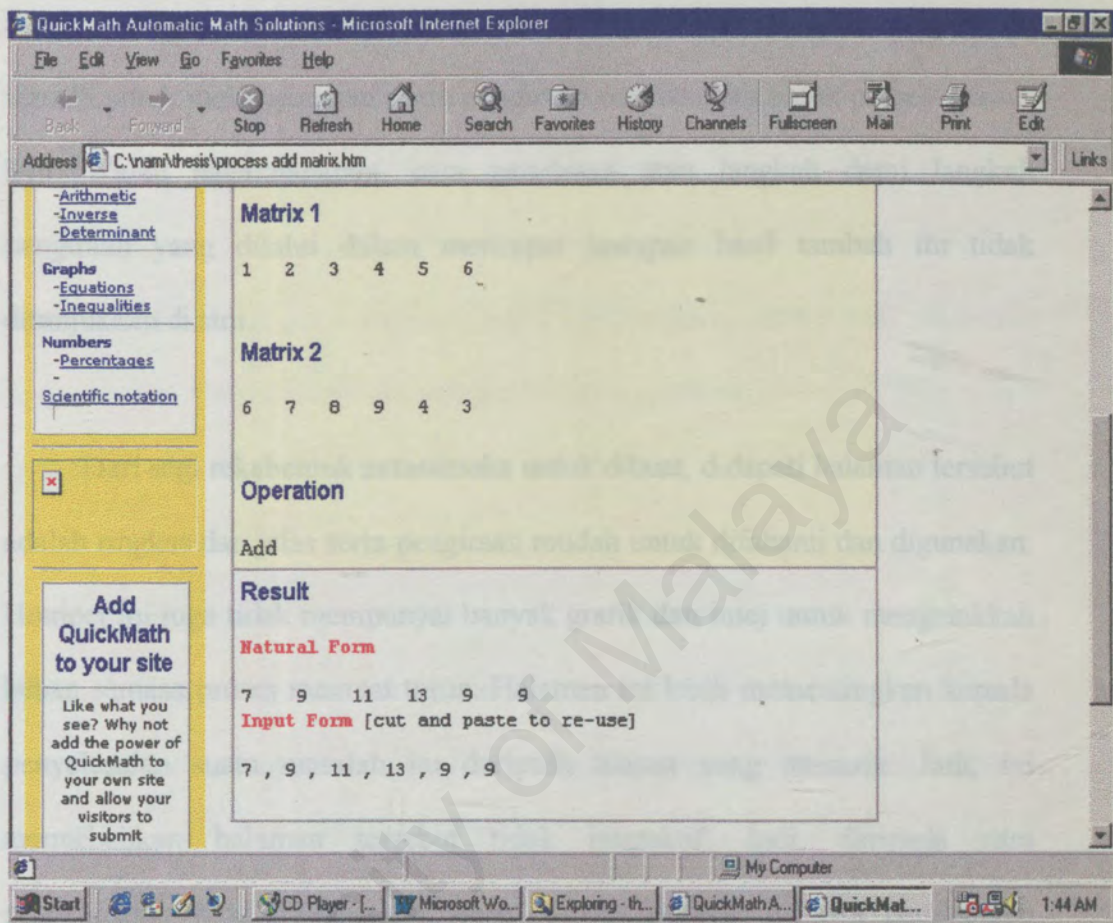 QuickMath Automatic Math Solutions - Microsoft Internet Explorer
File Edit View Go Favorites Help
Back Forward Stop Refresh Home Search Favorites History Channels Fullscreen Mail Print Edit
Address C:\nami\thesis\process add matrix.htm Links
-Arithmetic
-Inverse
-Determinant
Graphs
-Equations
-Inequalities
Numbers
-Percentages
-
Scientific notation
Add
QuickMath
to your site
Like what you
see? Why not
add the power of
QuickMath to
your own site
and allow your
visitors to
submit
Matrix 1
1 2 3 4 5 6
Matrix 2
6 7 8 9 4 3
Operation
Add
Result
Natural Form
7 9 11 13 9 9
Input Form [cut and paste to re-use]
7 , 9 , 11 , 13 , 9 , 9
of Malaya
My Computer
Start CD Player - [... Microsoft Wo... Exploring - th... QuickMath A... QuickMat... 1:44 AM